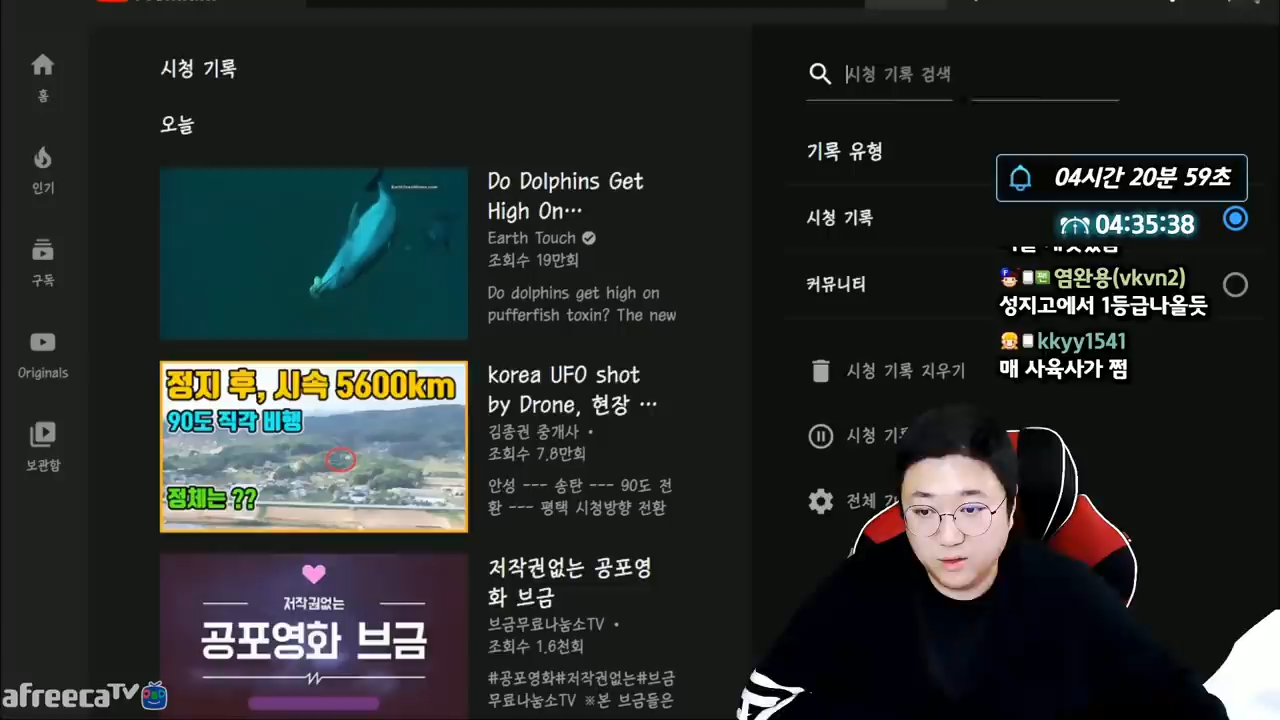 시청 기록
오늘
홈
인기
구독
Originals
보관함
Do Dolphins Get
High On…
Earth Touch
조회수 19만회
Do dolphins get high on
pufferfish toxin? The new
EarthTouchNews.com
정지 후, 시속 5600km
90도 직각 비행
정체는 ??
korea UFO shot
by Drone, 현장 …
김종권 중개사 •
조회수 7.8만회
안성 --- 송탄 --- 90도 전
환 --- 평택 시청방향 전환
저작권없는
공포영화 브금
저작권없는 공포영
화 브금
브금무료나눔소TV •
조회수 1.6천회
#공포영화#저작권없는#브금
무료나눔소TV ※본 브금들은
시청 기록 검색
기록 유형
시청 기록
커뮤니티
시청 기록 지우기
시청 기
전체
04시간 20분 59초
04:35:38
염완용(vkvn2)
성지고에서 1등급나올듯
kkyy1541
매 사육사가 쩜
afreecaTV